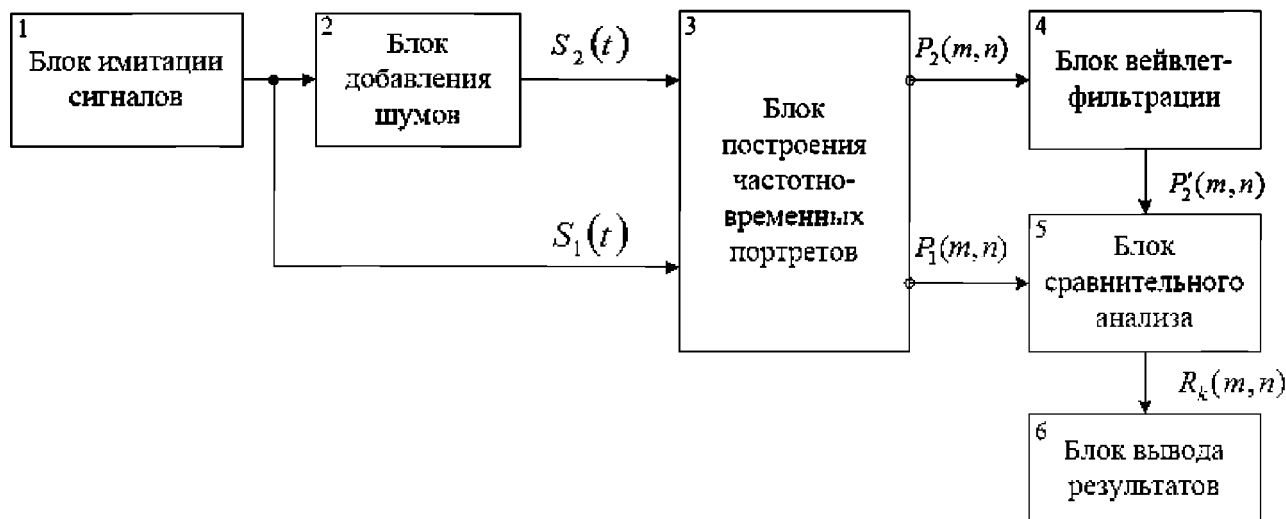 1
Блок имитации
сигналов
2
Блок
добавления
шумов
S₂(t)
S₁(t)
3
Блок
построения
частотно-
временных
портретов
P₂(m,n)
P₁(m,n)
4
Блок вейвлет-
фильтрации
P₂′(m,n)
5
Блок
сравнительного
анализа
Rₖ(m,n)
6
Блок вывода
результатов